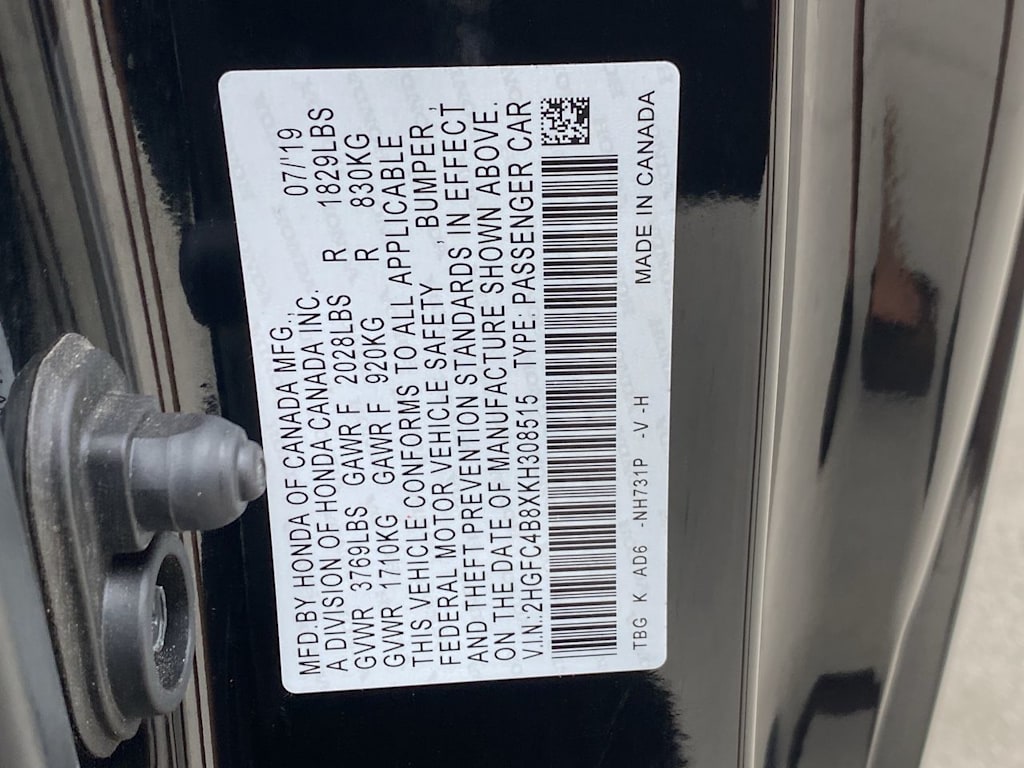 MFD.BY HONDA OF CANADA MFG., 07/'19
A DIVISION OF HONDA CANADA INC.
GVWR 3769LBS GAWR F 2028LBS R 1829LBS
GVWR 1710KG GAWR F 920KG R 830KG
THIS VEHICLE CONFORMS TO ALL APPLICABLE
FEDERAL MOTOR VEHICLE SAFETY , BUMPER ,
AND THEFT PREVENTION STANDARDS IN EFFECT
ON THE DATE OF MANUFACTURE SHOWN ABOVE.
V.I.N.:2HGFC4B8XKH308515 TYPE: PASSENGER CAR
TBG K AD6 -NH731P -V -H MADE IN CANADA